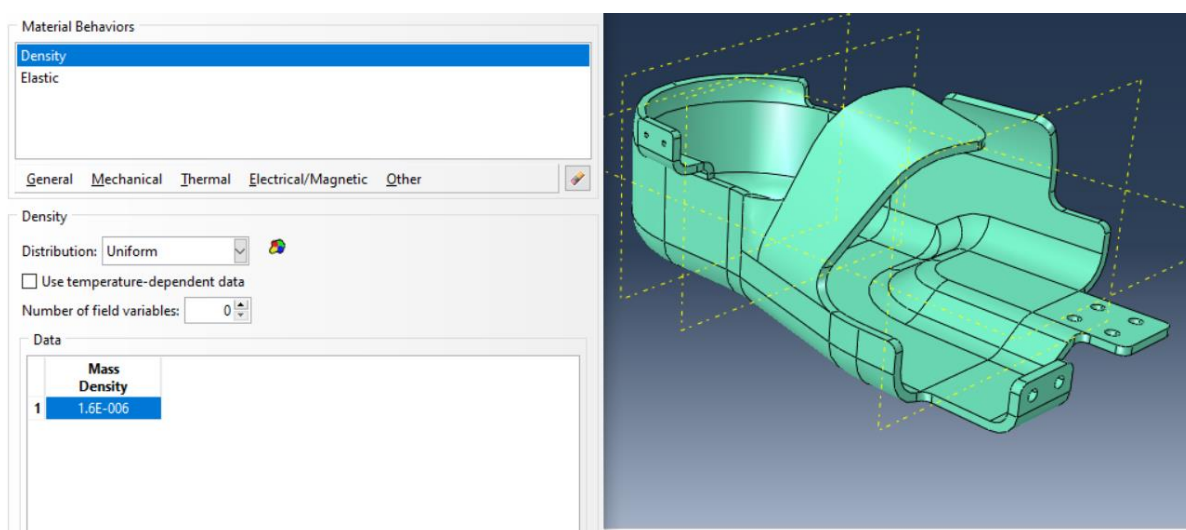 Material Behaviors
Density
Elastic
General Mechanical Thermal Electrical/Magnetic Other
Density
Distribution: Uniform
Use temperature-dependent data
Number of field variables: 0
Data
Mass
Density
1 1.6E-006